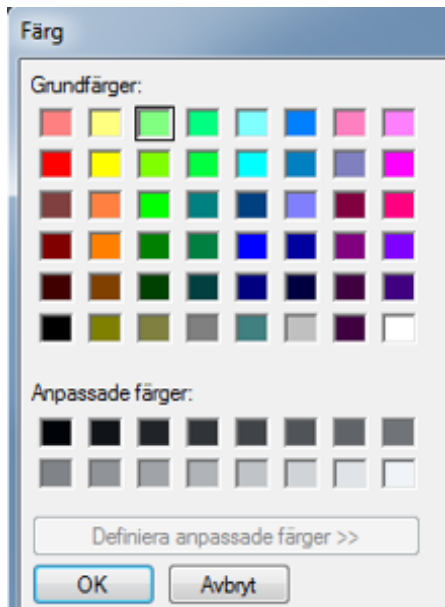 Färg
Grundfärger:
Anpassade färger:
Definiera anpassade färger >>
OK Avbryt